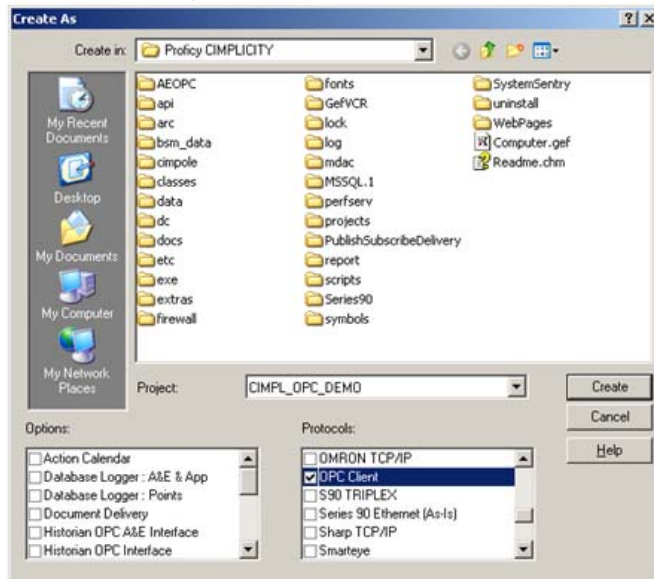 Create As
Create in: Proficy CIMPLICITY
My Recent Documents
Desktop
My Documents
My Computer
My Network Places
AEOPC
api
arc
bsm_data
cimpole
classes
data
dc
docs
etc
exe
extras
firewall
fonts
GefVCR
lock
log
mdac
MSSQL.1
perfserv
projects
PublishSubscribeDelivery
report
scripts
Series90
symbols
SystemSentry
uninstall
WebPages
Computer.gef
Readme.chm
Project: CIMPL_OPC_DEMO
Create
Cancel
Help
Options:
Action Calendar
Database Logger : A&E & App
Database Logger : Points
Document Delivery
Historian OPC A&E Interface
Historian OPC Interface
Protocols:
OMRON TCP/IP
OPC Client
S90 TRIPLEX
Series 90 Ethernet (As-Is)
Sharp TCP/IP
Smarteye